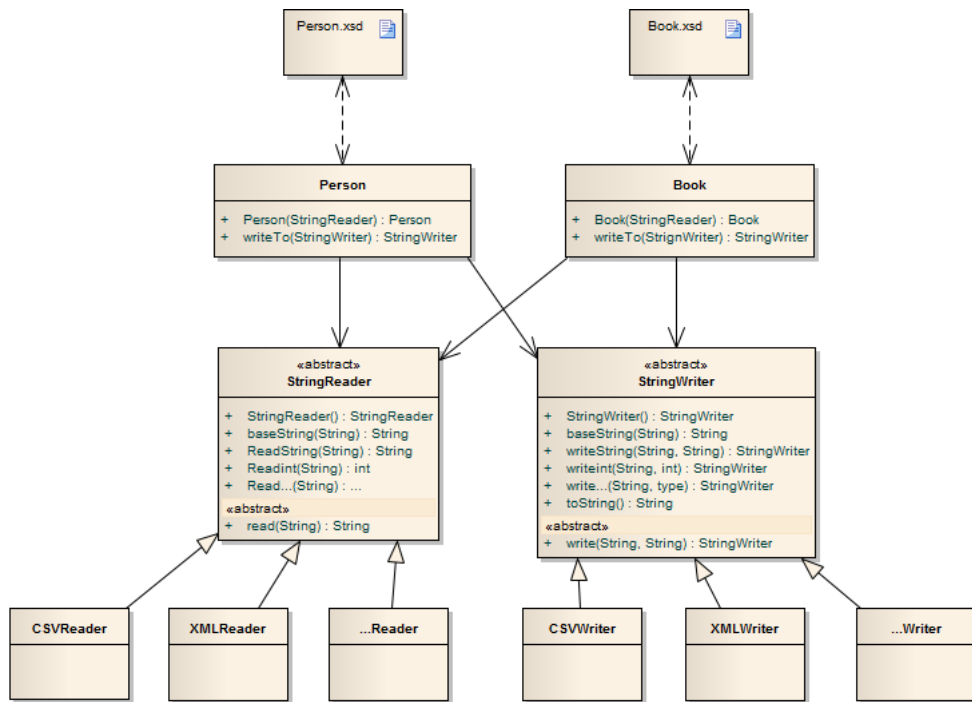 Person.xsd
Book.xsd
Person
+ Person(StringReader) : Person
+ writeTo(StringWriter) : StringWriter
Book
+ Book(StringReader) : Book
+ writeTo(StrignWriter) : StringWriter
«abstract»
StringReader
+ StringReader() : StringReader
+ baseString(String) : String
+ ReadString(String) : String
+ Readint(String) : int
+ Read...(String) : ...
«abstract»
+ read(String) : String
«abstract»
StringWriter
+ StringWriter() : StringWriter
+ baseString(String) : String
+ writeString(String, String) : StringWriter
+ writeint(String, int) : StringWriter
+ write...(String, type) : StringWriter
+ toString() : String
«abstract»
+ write(String, String) : StringWriter
CSVReader
XMLReader
...Reader
CSVWriter
XMLWriter
...Writer